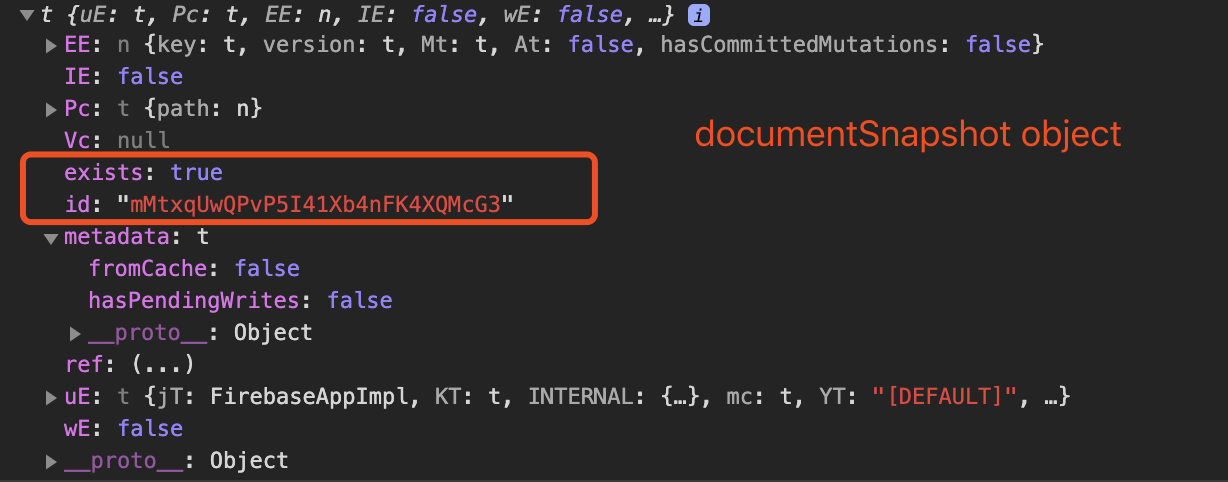 ▼t {uE: t, Pc: t, EE: n, IE: false, wE: false, …} i
▶EE: n {key: t, version: t, Mt: t, At: false, hasCommittedMutations: false}
IE: false
▶Pc: t {path: n}
Vc: null
documentSnapshot object
exists: true
id: "mMtxqUwQPvP5I41Xb4nFK4XQMcG3"
▼metadata: t
fromCache: false
hasPendingWrites: false
▶__proto__: Object
ref: (...)
▶uE: t {jT: FirebaseAppImpl, KT: t, INTERNAL: {…}, mc: t, YT: "[DEFAULT]", …}
wE: false
▶__proto__: Object